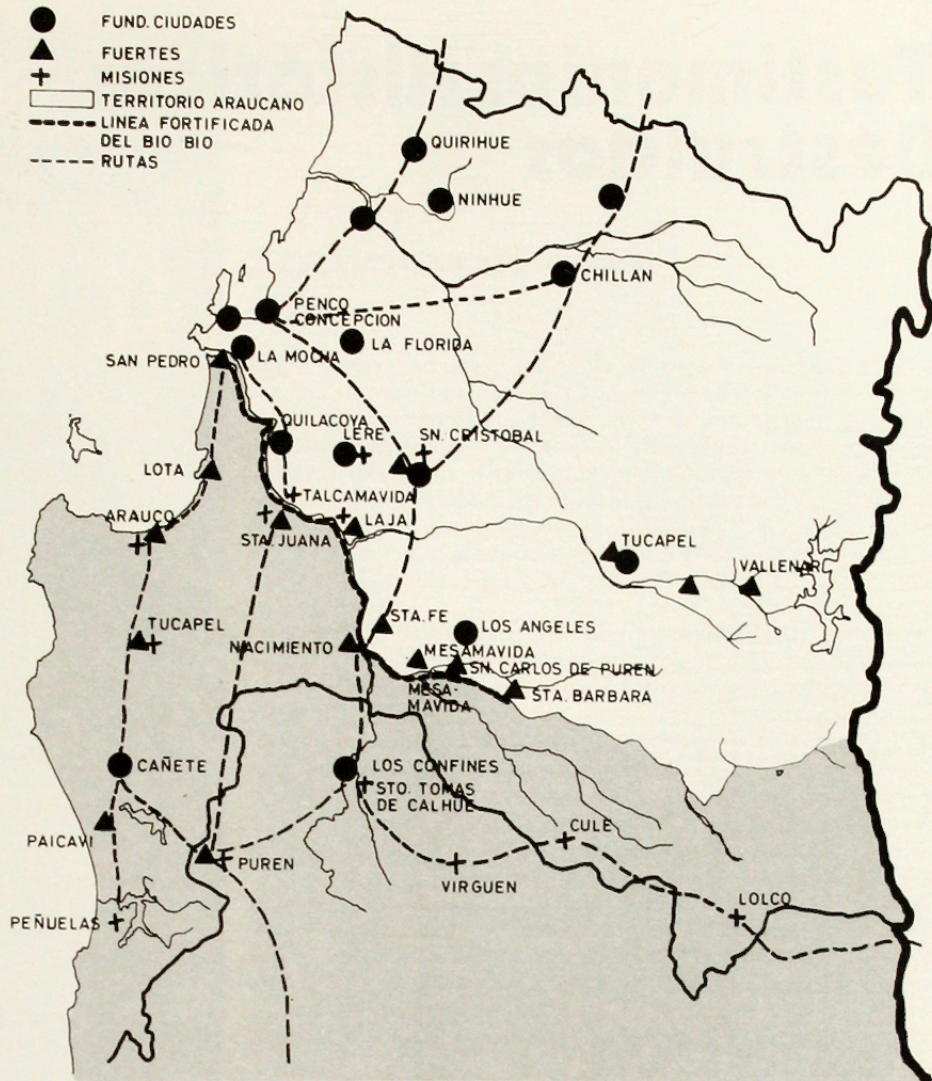 FUND. CIUDADES
FUERTES
MISIONES
TERRITORIO ARAUCANO
LINEA FORTIFICADA
DEL BIO BIO
RUTAS
QUIRIHUE
NINHUE
CHILLAN
PENCO
CONCEPCION
LA FLORIDA
LA MOCHA
SAN PEDRO
QUILACOYA
LERE
SN. CRISTOBAL
LOTA
TALCAMAVIDA
ARAUCO
STA. JUANA
LAJA
TUCAPEL
VALLENAR
STA. FE
LOS ANGELES
TUCAPEL
NACIMIENTO
MESAMAVIDA
SN. CARLOS DE PUREN
MESA-
MAVIDA
STA. BARBARA
CAÑETE
LOS CONFINES
STO. TOMAS
DE CALHUE
PAICAVI
CULE
PUREN
VIRGUEN
LOLCO
PEÑUELAS